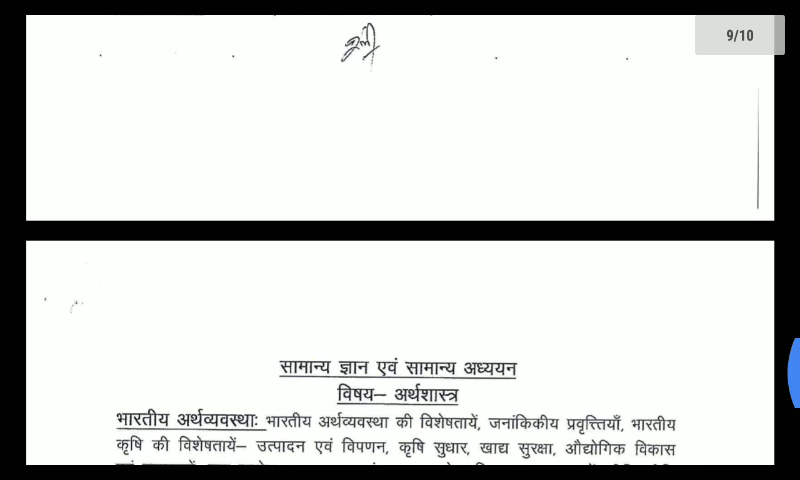 9/10
सामान्य ज्ञान एवं सामान्य अध्ययन
विषय– अर्थशास्त्र
भारतीय अर्थव्यवस्थाः भारतीय अर्थव्यवस्था की विशेषतायें, जनांकिकीय प्रवृत्तियाँ, भारतीय
कृषि की विशेषतायें– उत्पादन एवं विपणन, कृषि सुधार, खाद्य सुरक्षा, औद्योगिक विकास